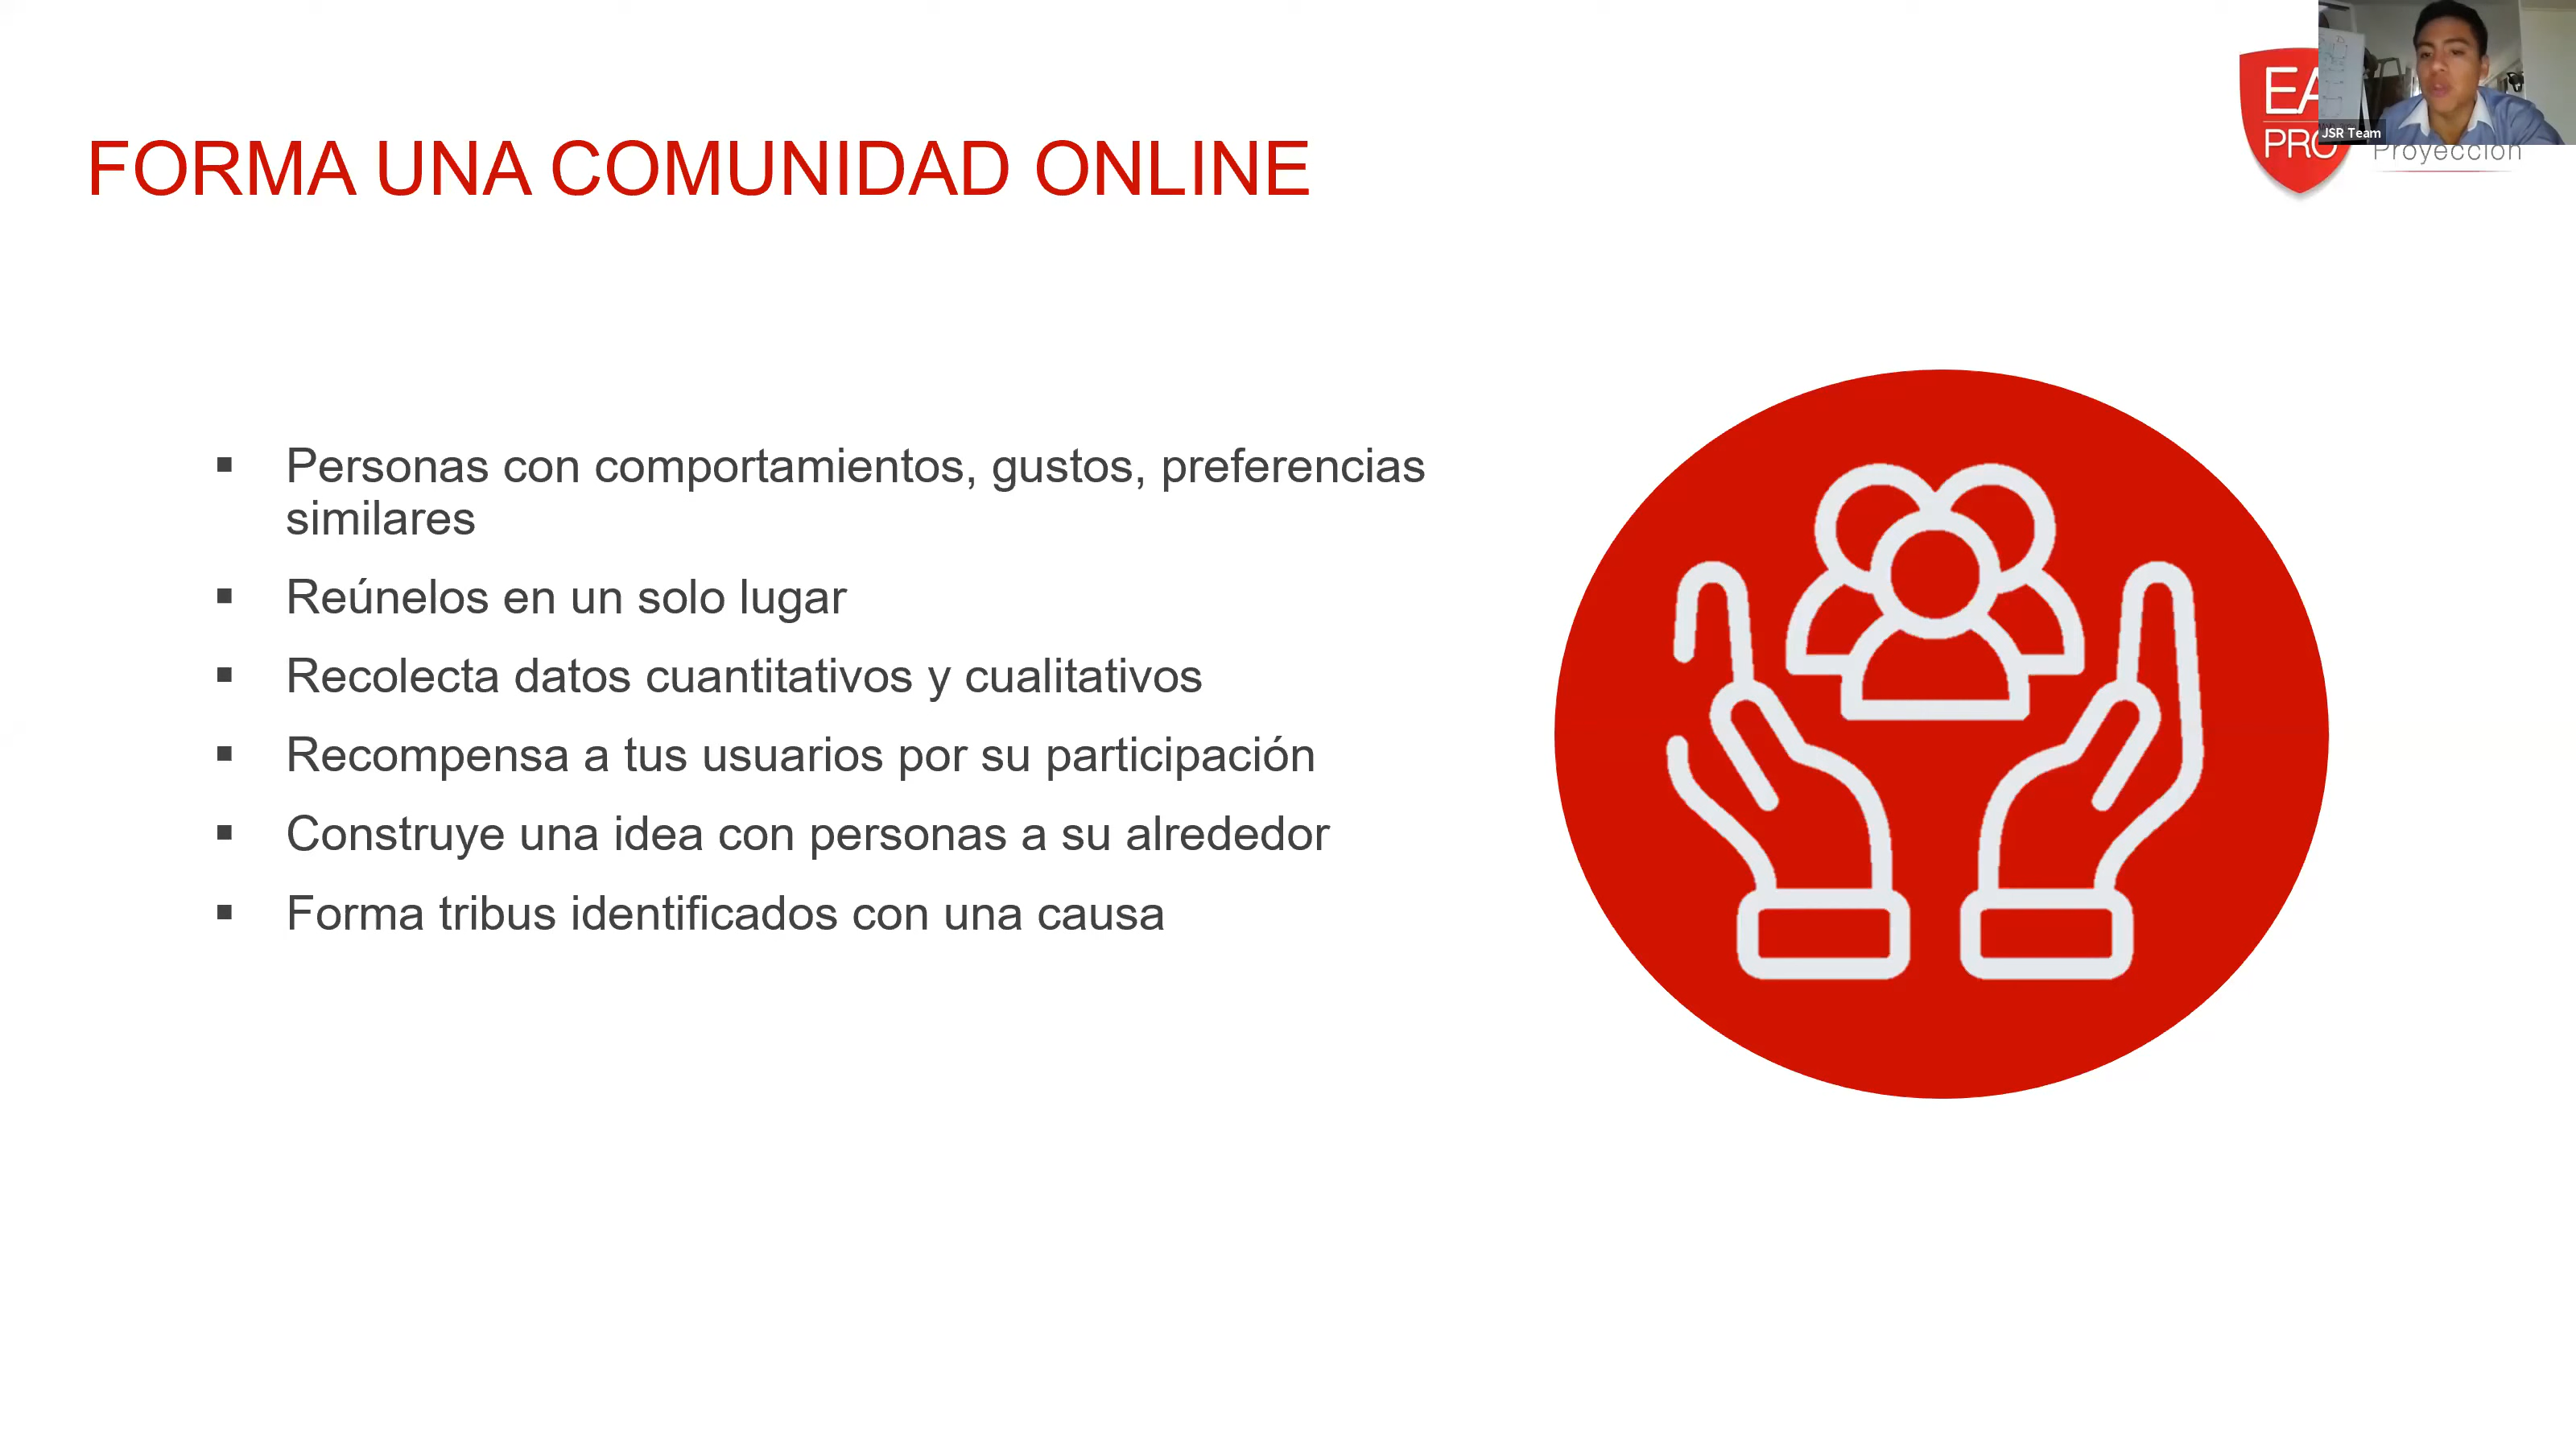 FORMA UNA COMUNIDAD ONLINE
EA
PRO
JSR Team
Proyección
▪ Personas con comportamientos, gustos, preferencias
similares
▪ Reúnelos en un solo lugar
▪ Recolecta datos cuantitativos y cualitativos
▪ Recompensa a tus usuarios por su participación
▪ Construye una idea con personas a su alrededor
▪ Forma tribus identificados con una causa